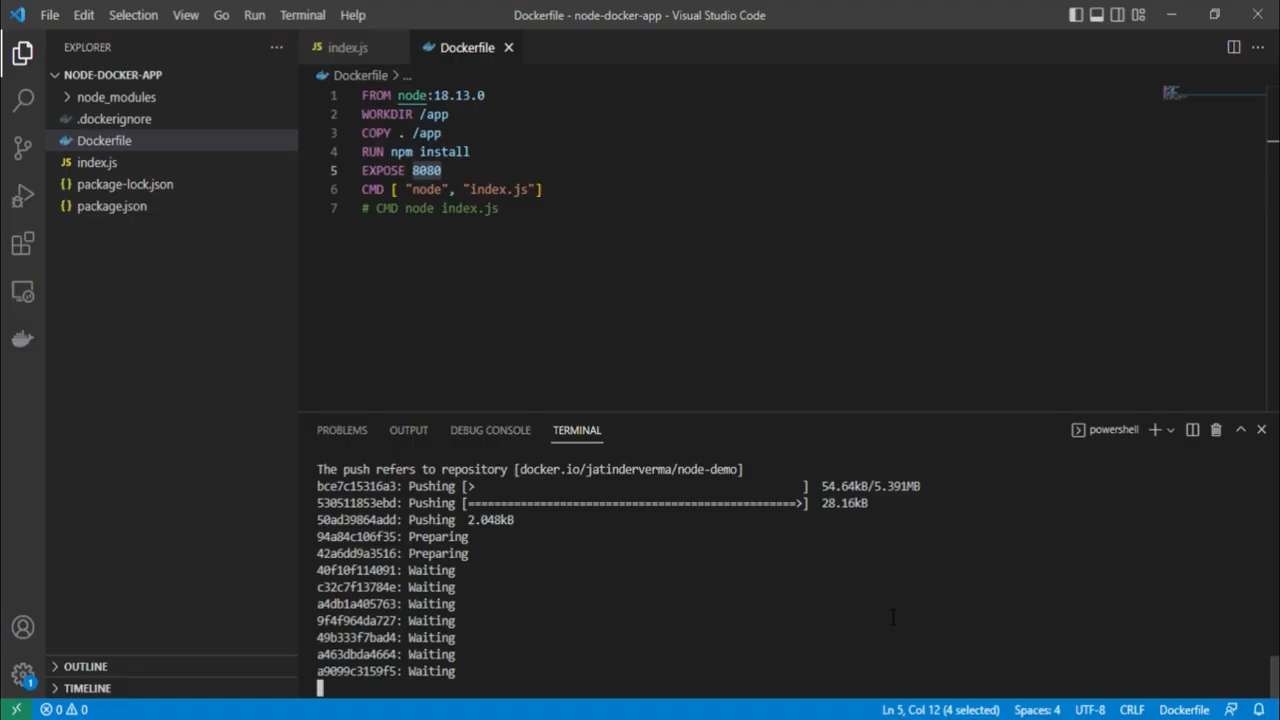 File Edit Selection View Go Run Terminal Help
Dockerfile - node-docker-app - Visual Studio Code
EXPLORER
NODE-DOCKER-APP
node_modules
.dockerignore
Dockerfile
JS index.js
{} package-lock.json
{} package.json
OUTLINE
TIMELINE
JS index.js
Dockerfile
Dockerfile > ...
1 FROM node:18.13.0
2 WORKDIR /app
3 COPY . /app
4 RUN npm install
5 EXPOSE 8080
6 CMD [ "node", "index.js"]
7 # CMD node index.js
PROBLEMS OUTPUT DEBUG CONSOLE TERMINAL
powershell
The push refers to repository [docker.io/jatinderverma/node-demo]
bce7c15316a3: Pushing [> ] 54.64kB/5.391MB
530511853ebd: Pushing [==================================================>] 28.16kB
50ad39864add: Pushing 2.048kB
94a84c106f35: Preparing
42a6dd9a3516: Preparing
40f10f114091: Waiting
c32c7f13784e: Waiting
a4db1a405763: Waiting
9f4f964da727: Waiting
49b333f7bad4: Waiting
a463dbda4664: Waiting
a9099c3159f5: Waiting
1
0 0
Ln 5, Col 12 (4 selected) Spaces: 4 UTF-8 CRLF Dockerfile